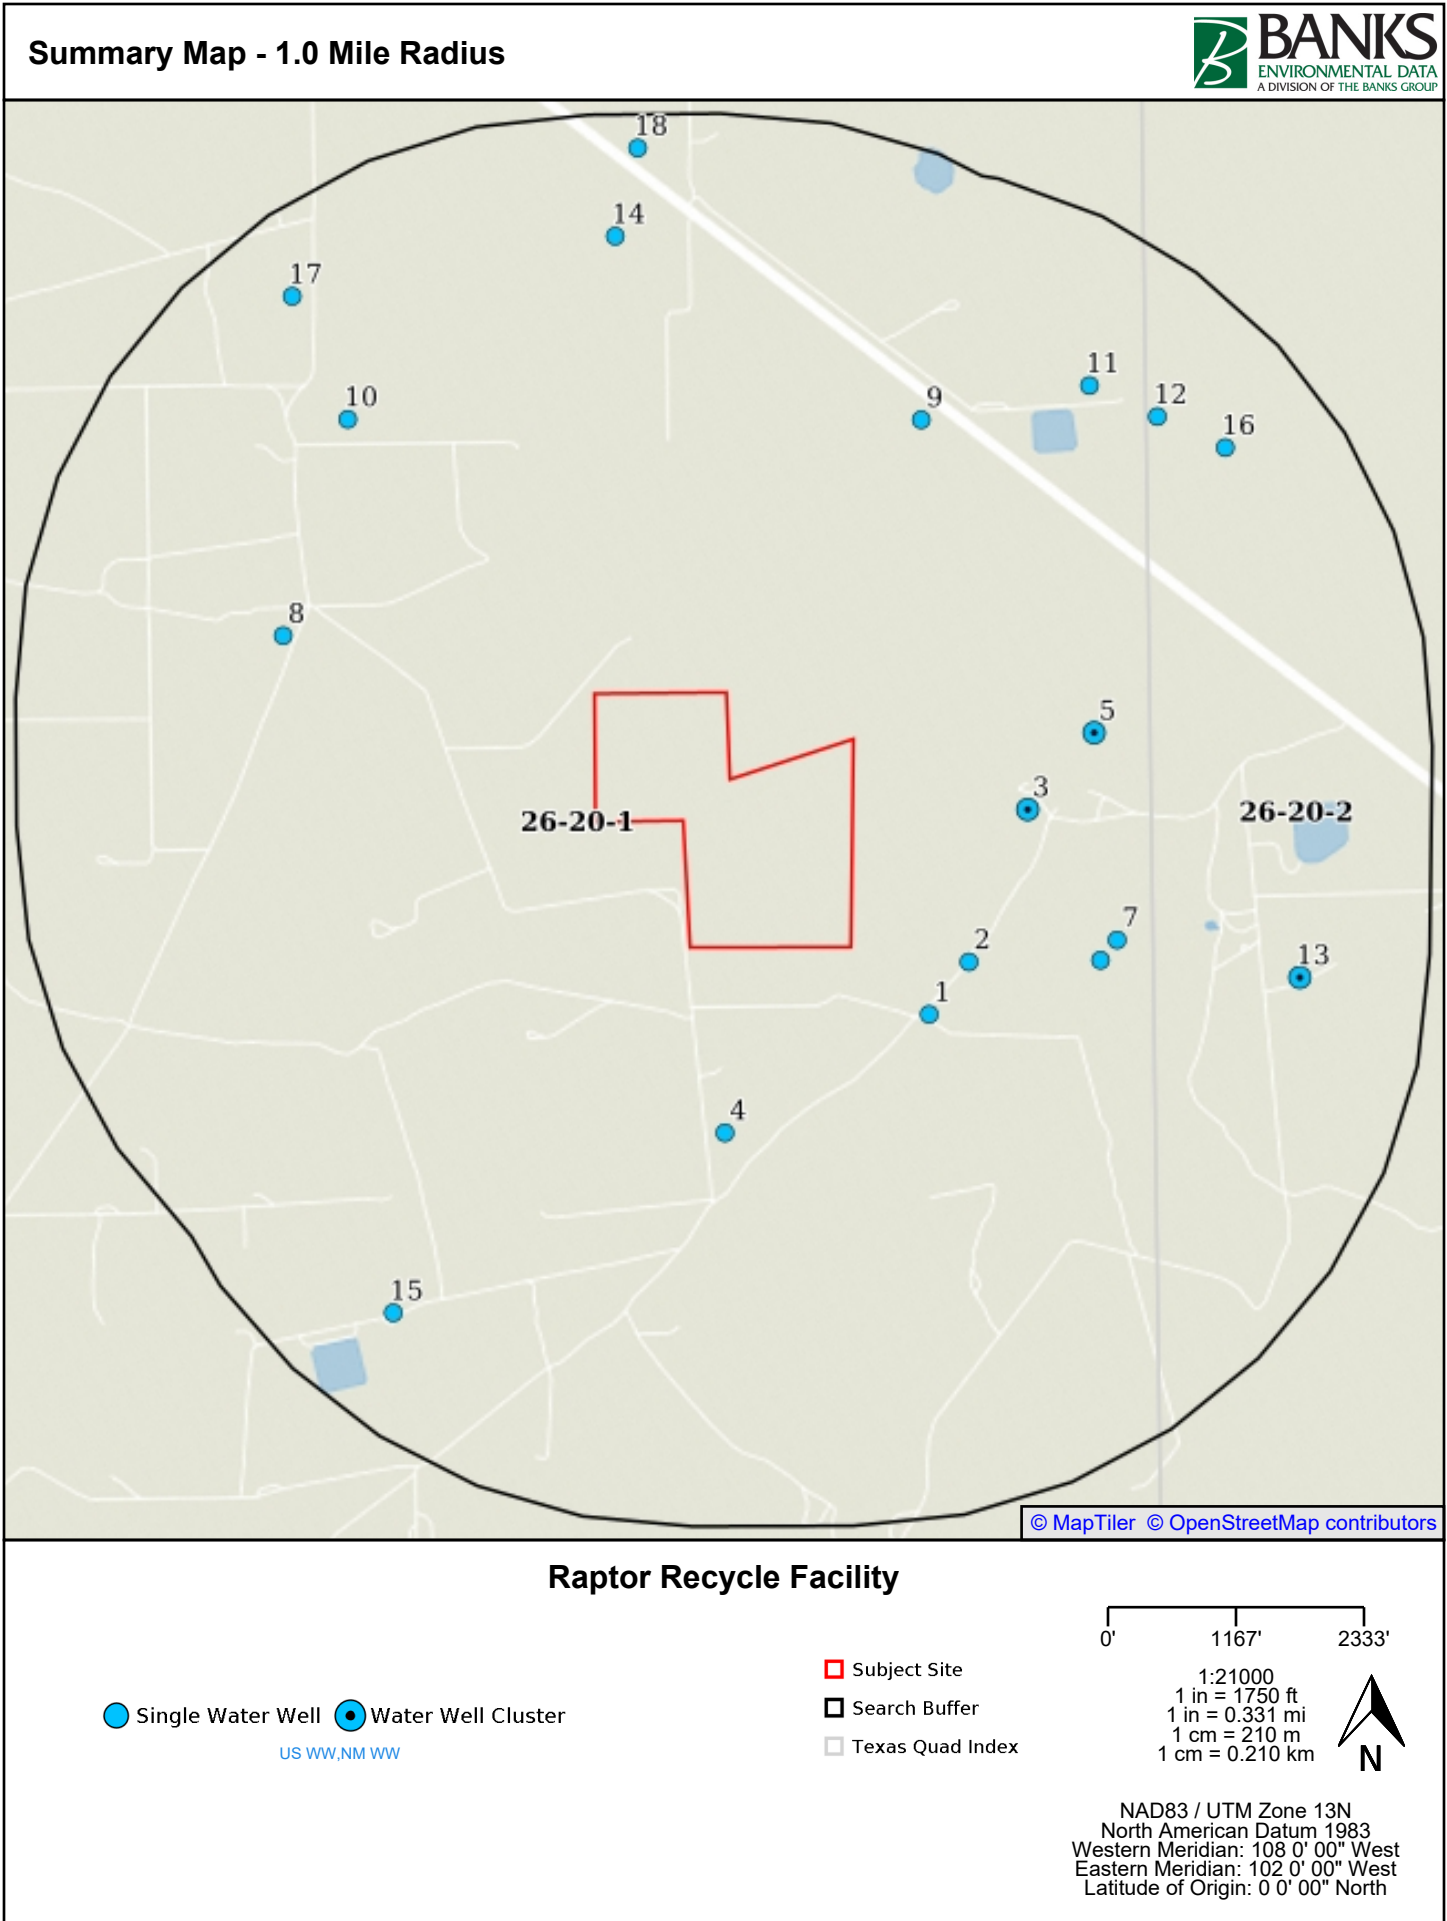 Summary Map - 1.0 Mile Radius
BANKS
ENVIRONMENTAL DATA
A DIVISION OF THE BANKS GROUP
18
14
17
11
10
9
12
16
8
5
3
26-20-1
26-20-2
7
2
13
1
4
15
© MapTiler © OpenStreetMap contributors
Raptor Recycle Facility
0' 1167' 2333'
Subject Site
Search Buffer
Texas Quad Index
Single Water Well
Water Well Cluster
US WW,NM WW
1:21000
1 in = 1750 ft
1 in = 0.331 mi
1 cm = 210 m
1 cm = 0.210 km
N
NAD83 / UTM Zone 13N
North American Datum 1983
Western Meridian: 108 0' 00" West
Eastern Meridian: 102 0' 00" West
Latitude of Origin: 0 0' 00" North